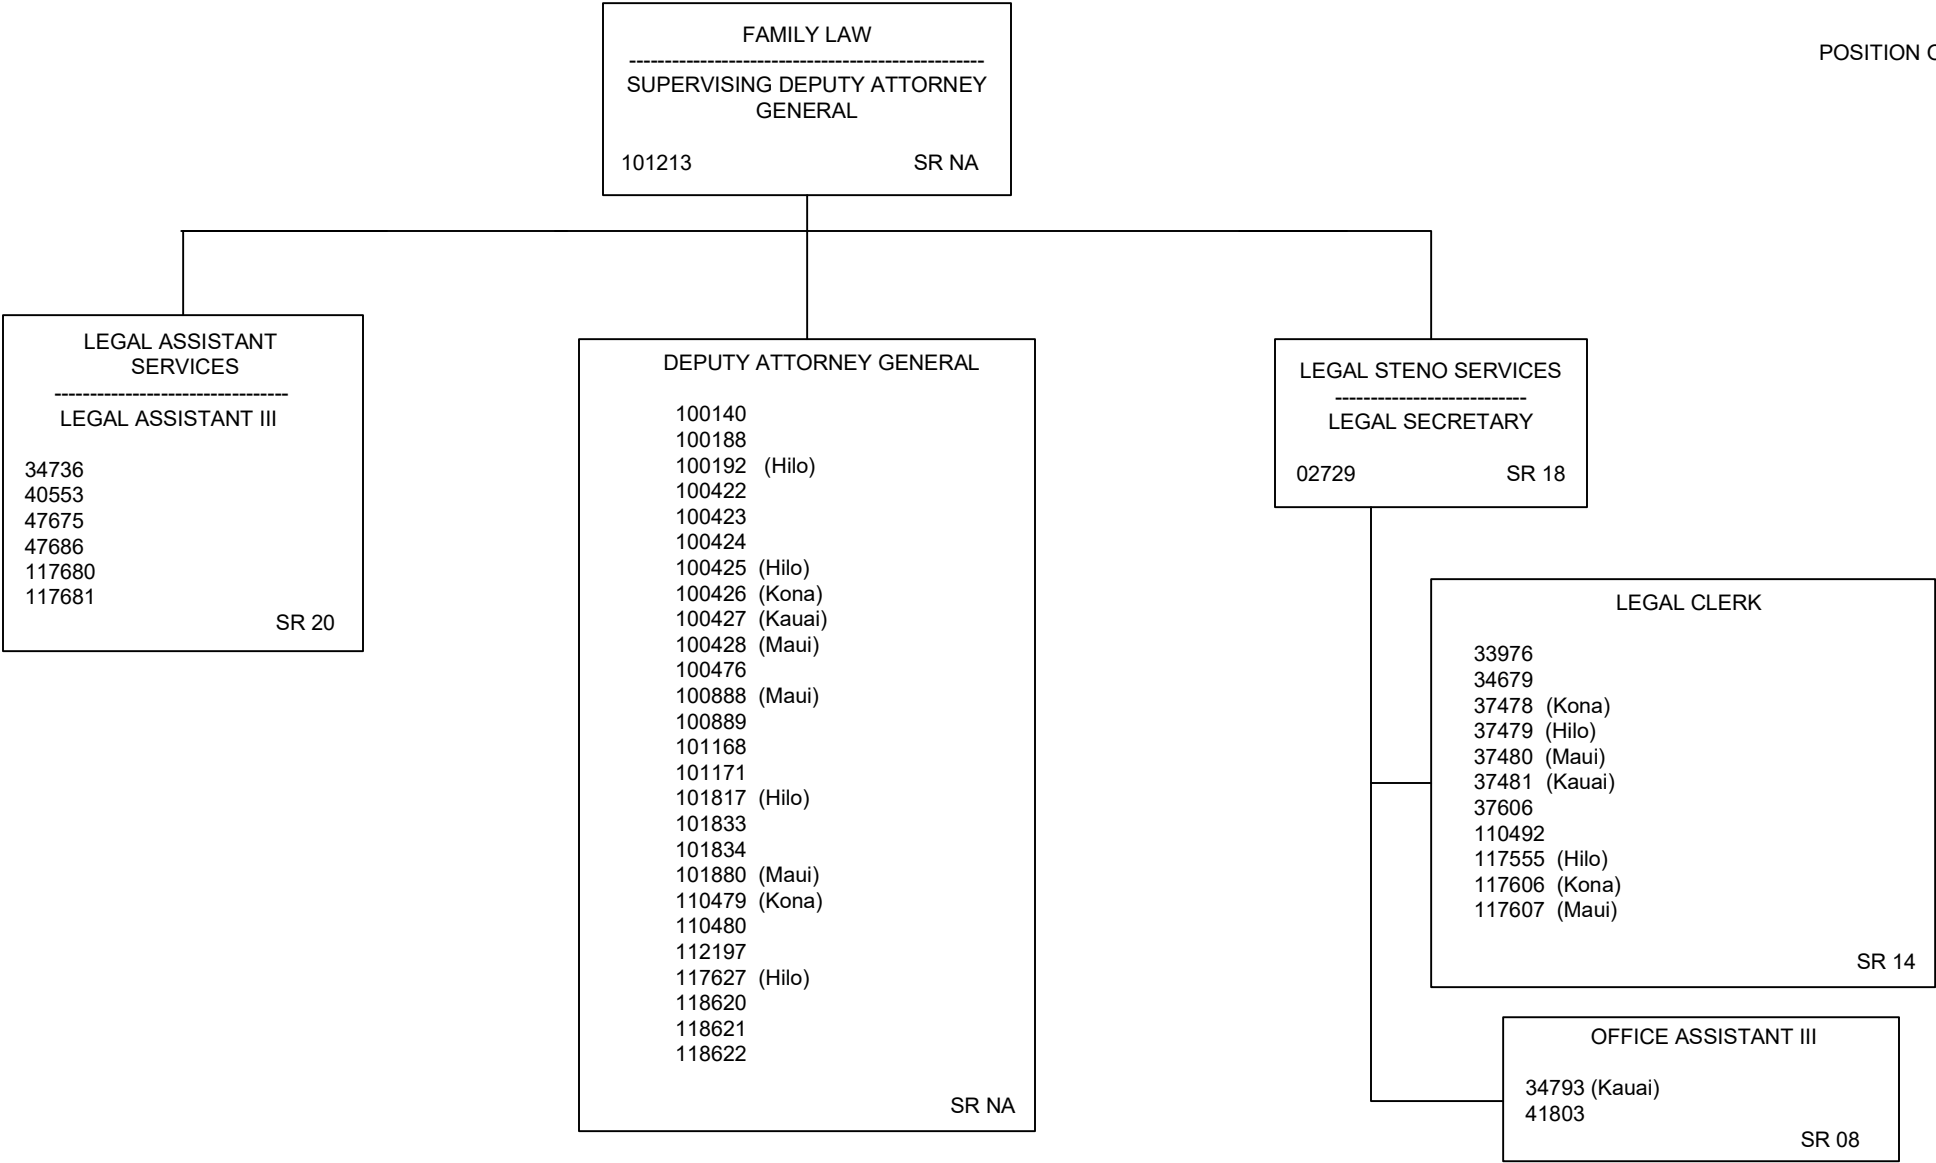 FAMILY LAW
--------------------------------------------------
SUPERVISING DEPUTY ATTORNEY
GENERAL
101213 SR NA
POSITION
LEGAL ASSISTANT
SERVICES
---------------------------------
LEGAL ASSISTANT III
34736
40553
47675
47686
117680
117681
SR 20
DEPUTY ATTORNEY GENERAL
100140
100188
100192 (Hilo)
100422
100423
100424
100425 (Hilo)
100426 (Kona)
100427 (Kauai)
100428 (Maui)
100476
100888 (Maui)
100889
101168
101171
101817 (Hilo)
101833
101834
101880 (Maui)
110479 (Kona)
110480
112197
117627 (Hilo)
118620
118621
118622
SR NA
LEGAL STENO SERVICES
---------------------------
LEGAL SECRETARY
02729 SR 18
LEGAL CLERK
33976
34679
37478 (Kona)
37479 (Hilo)
37480 (Maui)
37481 (Kauai)
37606
110492
117555 (Hilo)
117606 (Kona)
117607 (Maui)
SR 14
OFFICE ASSISTANT III
34793 (Kauai)
41803
SR 08